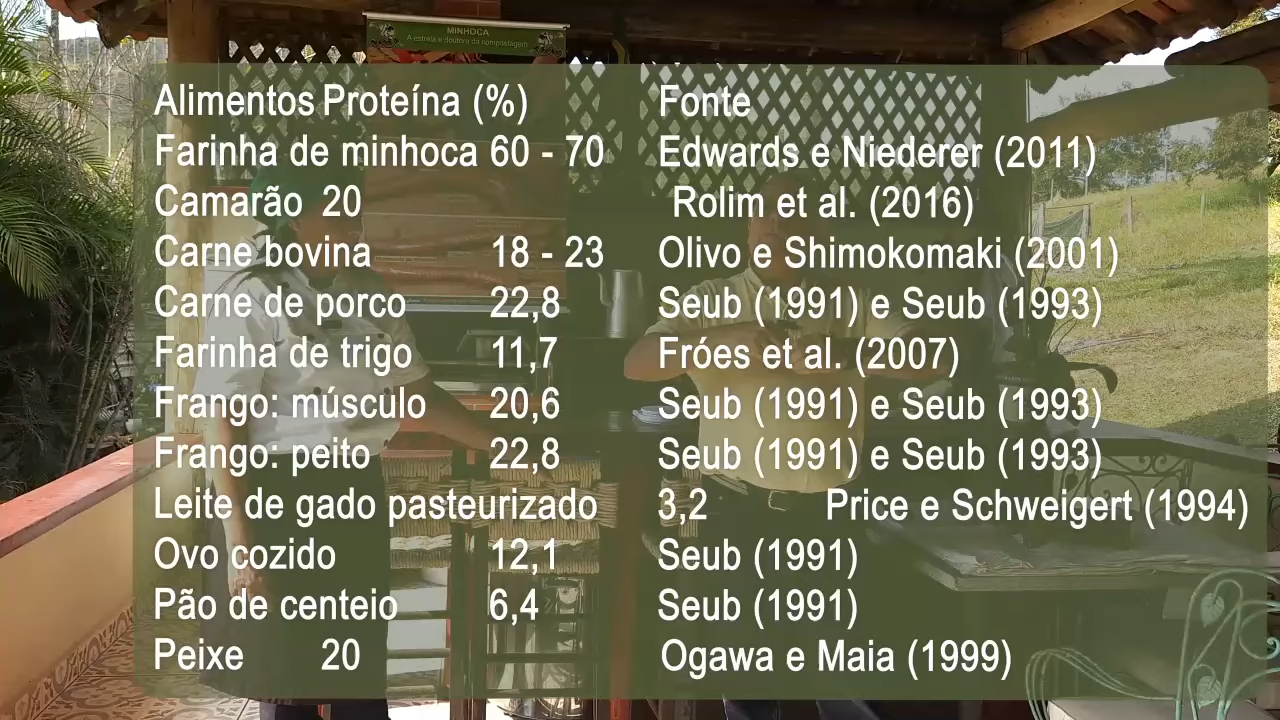 MINHOCA
A estrela e doutora da compostagem
Alimentos Proteína (%) Fonte
Farinha de minhoca 60 - 70 Edwards e Niederer (2011)
Camarão 20 Rolim et al. (2016)
Carne bovina 18 - 23 Olivo e Shimokomaki (2001)
Carne de porco 22,8 Seub (1991) e Seub (1993)
Farinha de trigo 11,7 Fróes et al. (2007)
Frango: músculo 20,6 Seub (1991) e Seub (1993)
Frango: peito 22,8 Seub (1991) e Seub (1993)
Leite de gado pasteurizado 3,2 Price e Schweigert (1994)
Ovo cozido 12,1 Seub (1991)
Pão de centeio 6,4 Seub (1991)
Peixe 20 Ogawa e Maia (1999)